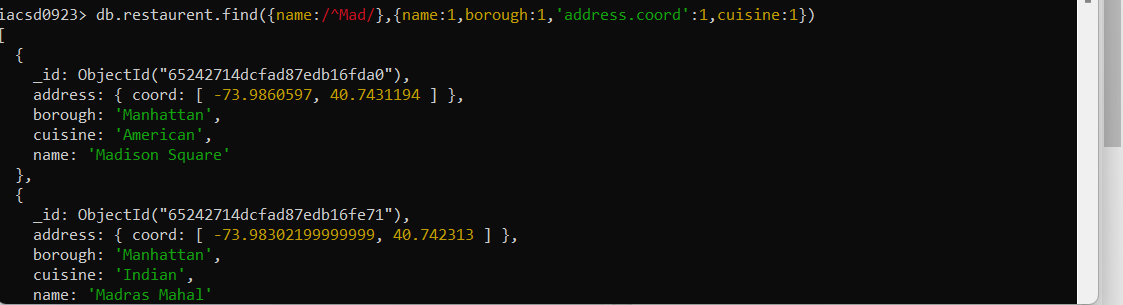 iacsd0923> db.restaurent.find({name:/^Mad/},{name:1,borough:1,'address.coord':1,cuisine:1})
[
  {
    _id: ObjectId("65242714dcfad87edb16fda0"),
    address: { coord: [ -73.9860597, 40.7431194 ] },
    borough: 'Manhattan',
    cuisine: 'American',
    name: 'Madison Square'
  },
  {
    _id: ObjectId("65242714dcfad87edb16fe71"),
    address: { coord: [ -73.98302199999999, 40.742313 ] },
    borough: 'Manhattan',
    cuisine: 'Indian',
    name: 'Madras Mahal'